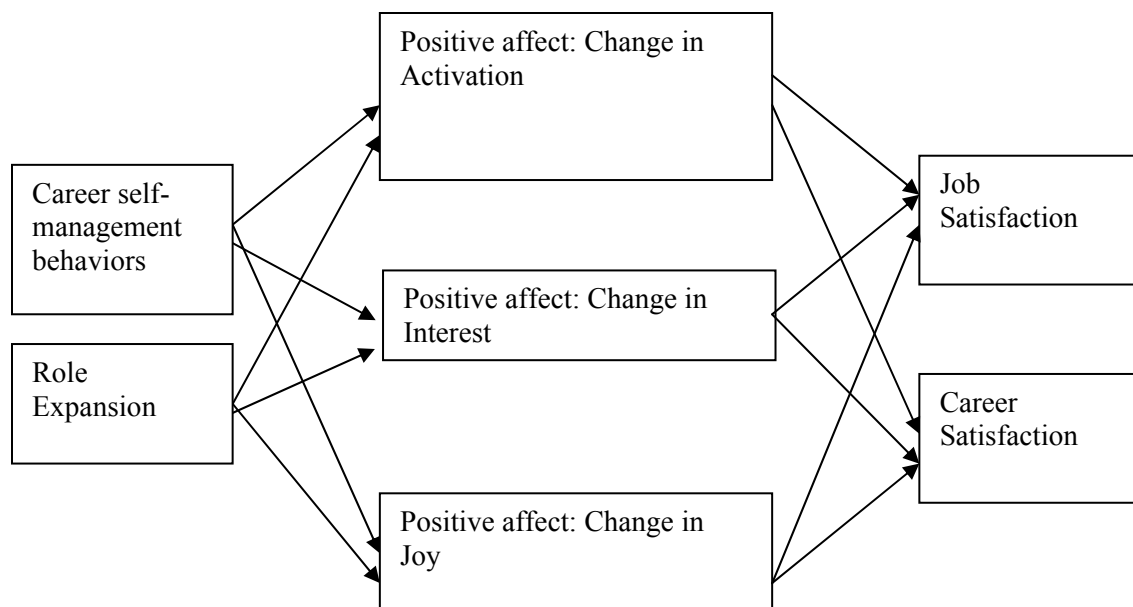 Positive affect: Change in
Activation
Career self-
management
behaviors
Job
Satisfaction
Positive affect: Change in
Interest
Role
Expansion
Career
Satisfaction
Positive affect: Change in
Joy